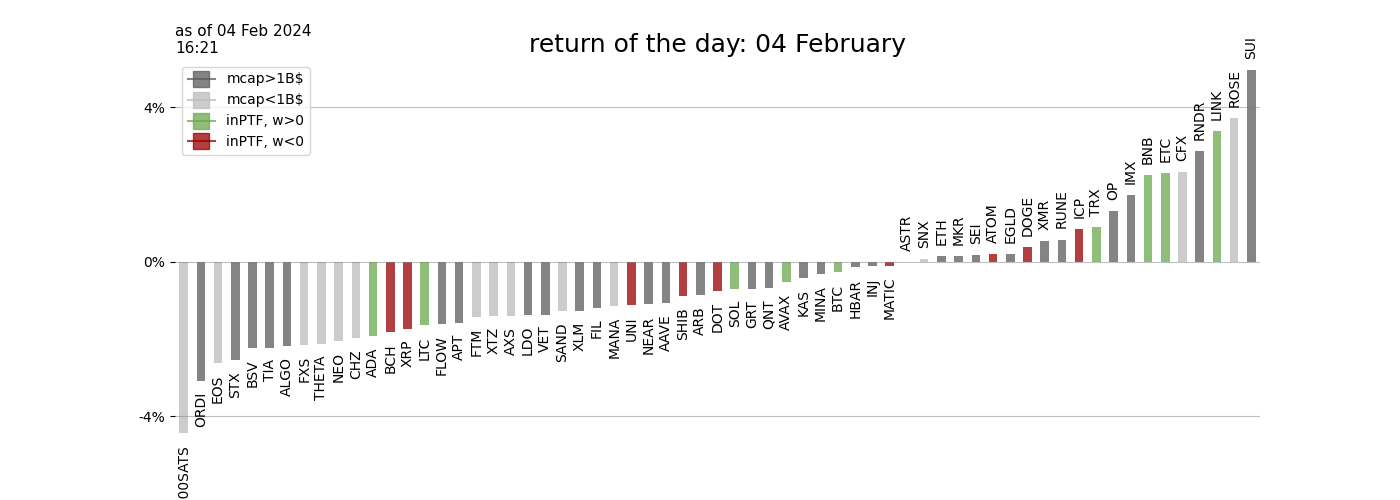 as of 04 Feb 2024
16:21
return of the day: 04 February
mcap>1B$
mcap<1B$
inPTF, w>0
inPTF, w<0
4%
0%
-4%
00SATS
ORDI
EOS
STX
BSV
TIA
ALGO
FXS
THETA
NEO
CHZ
ADA
BCH
XRP
LTC
FLOW
APT
FTM
XTZ
AXS
LDO
VET
SAND
XLM
FIL
MANA
UNI
NEAR
AAVE
SHIB
ARB
DOT
SOL
GRT
QNT
AVAX
KAS
MINA
BTC
HBAR
INJ
MATIC
ASTR
SNX
ETH
MKR
SEI
ATOM
EGLD
DOGE
XMR
RUNE
ICP
TRX
OP
IMX
BNB
ETC
CFX
RNDR
LINK
ROSE
SUI